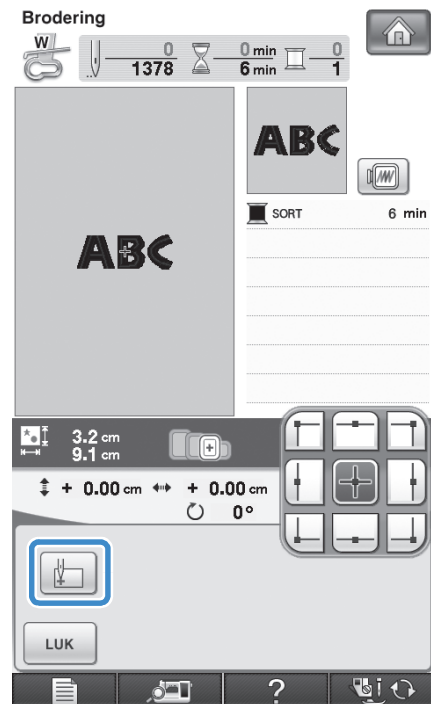 Brodering
W
0 0 min 0
1378 6 min 1
ABC
ABC
SORT 6 min
3.2 cm
9.1 cm
+ 0.00 cm + 0.00 cm
0°
LUK
?